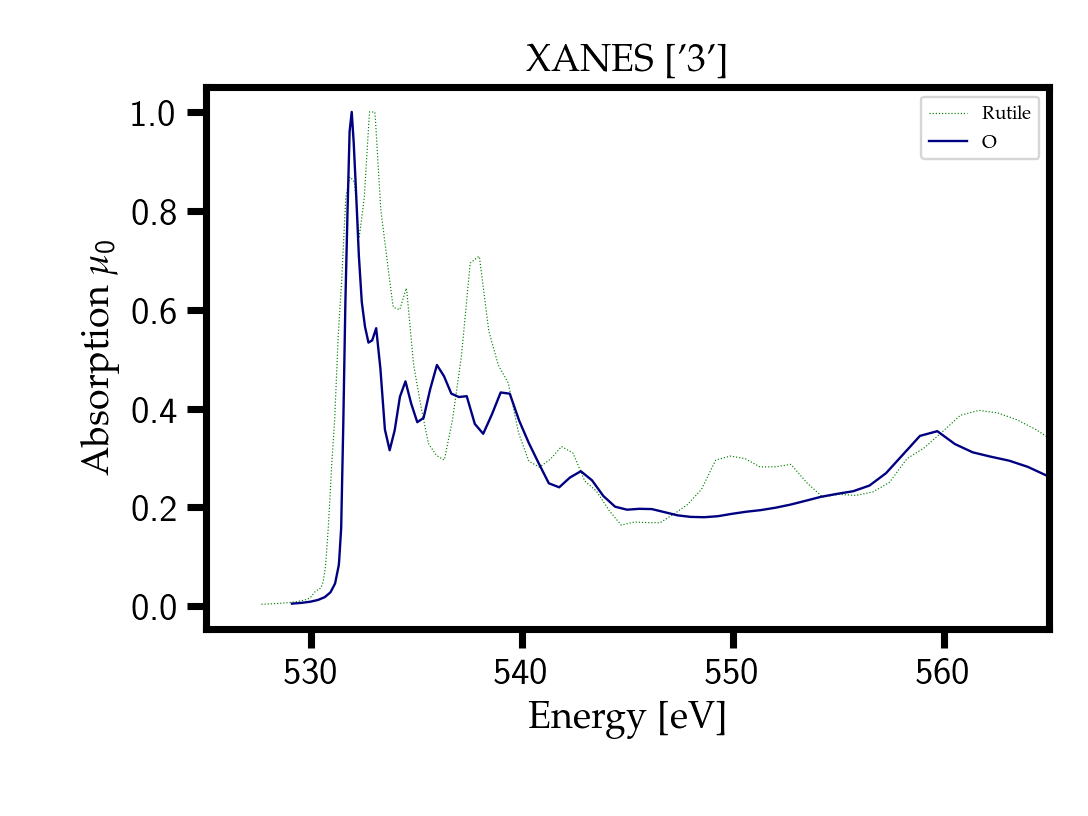 XANES ['3']
Rutile
O
1.0
0.8
0.6
0.4
0.2
0.0
Absorption μ₀
530
540
550
560
Energy [eV]